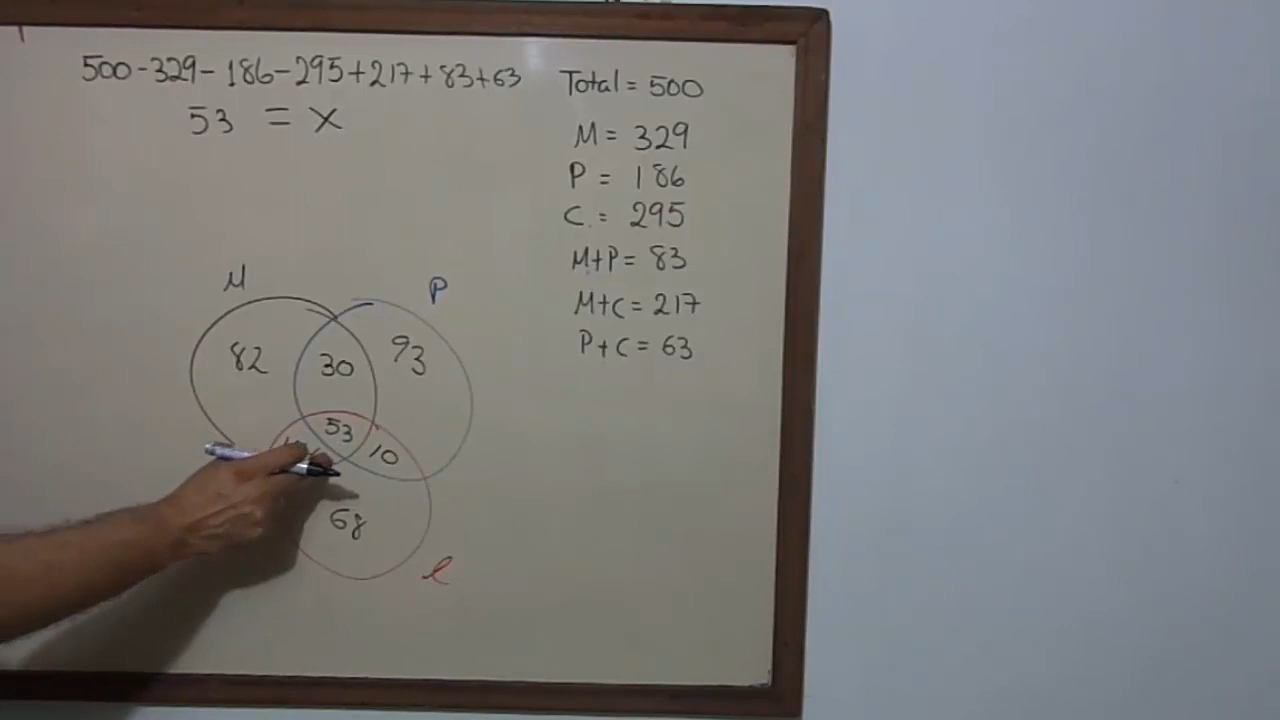 500-329-186-295+217+83+63
53 = x
Total = 500
M = 329
P = 186
C = 295
M+P = 83
M+C = 217
P+C = 63
M
P
82
30
93
53
10
68
C